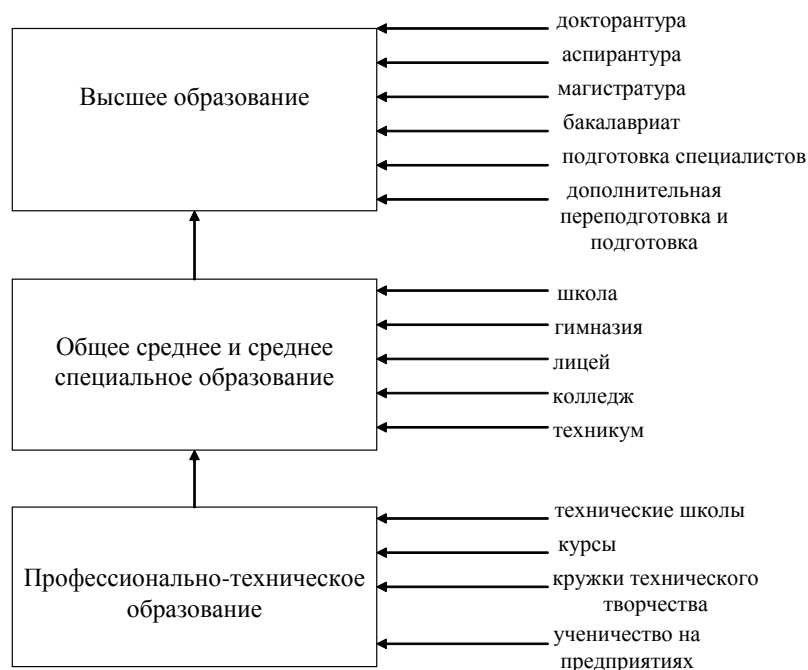 докторантура
аспирантура
Высшее образование
магистратура
бакалавриат
подготовка специалистов
дополнительная
переподготовка и
подготовка
школа
гимназия
Общее среднее и среднее
специальное образование
лицей
колледж
техникум
технические школы
курсы
Профессионально-техническое
образование
кружки технического
творчества
ученичество на
предприятиях